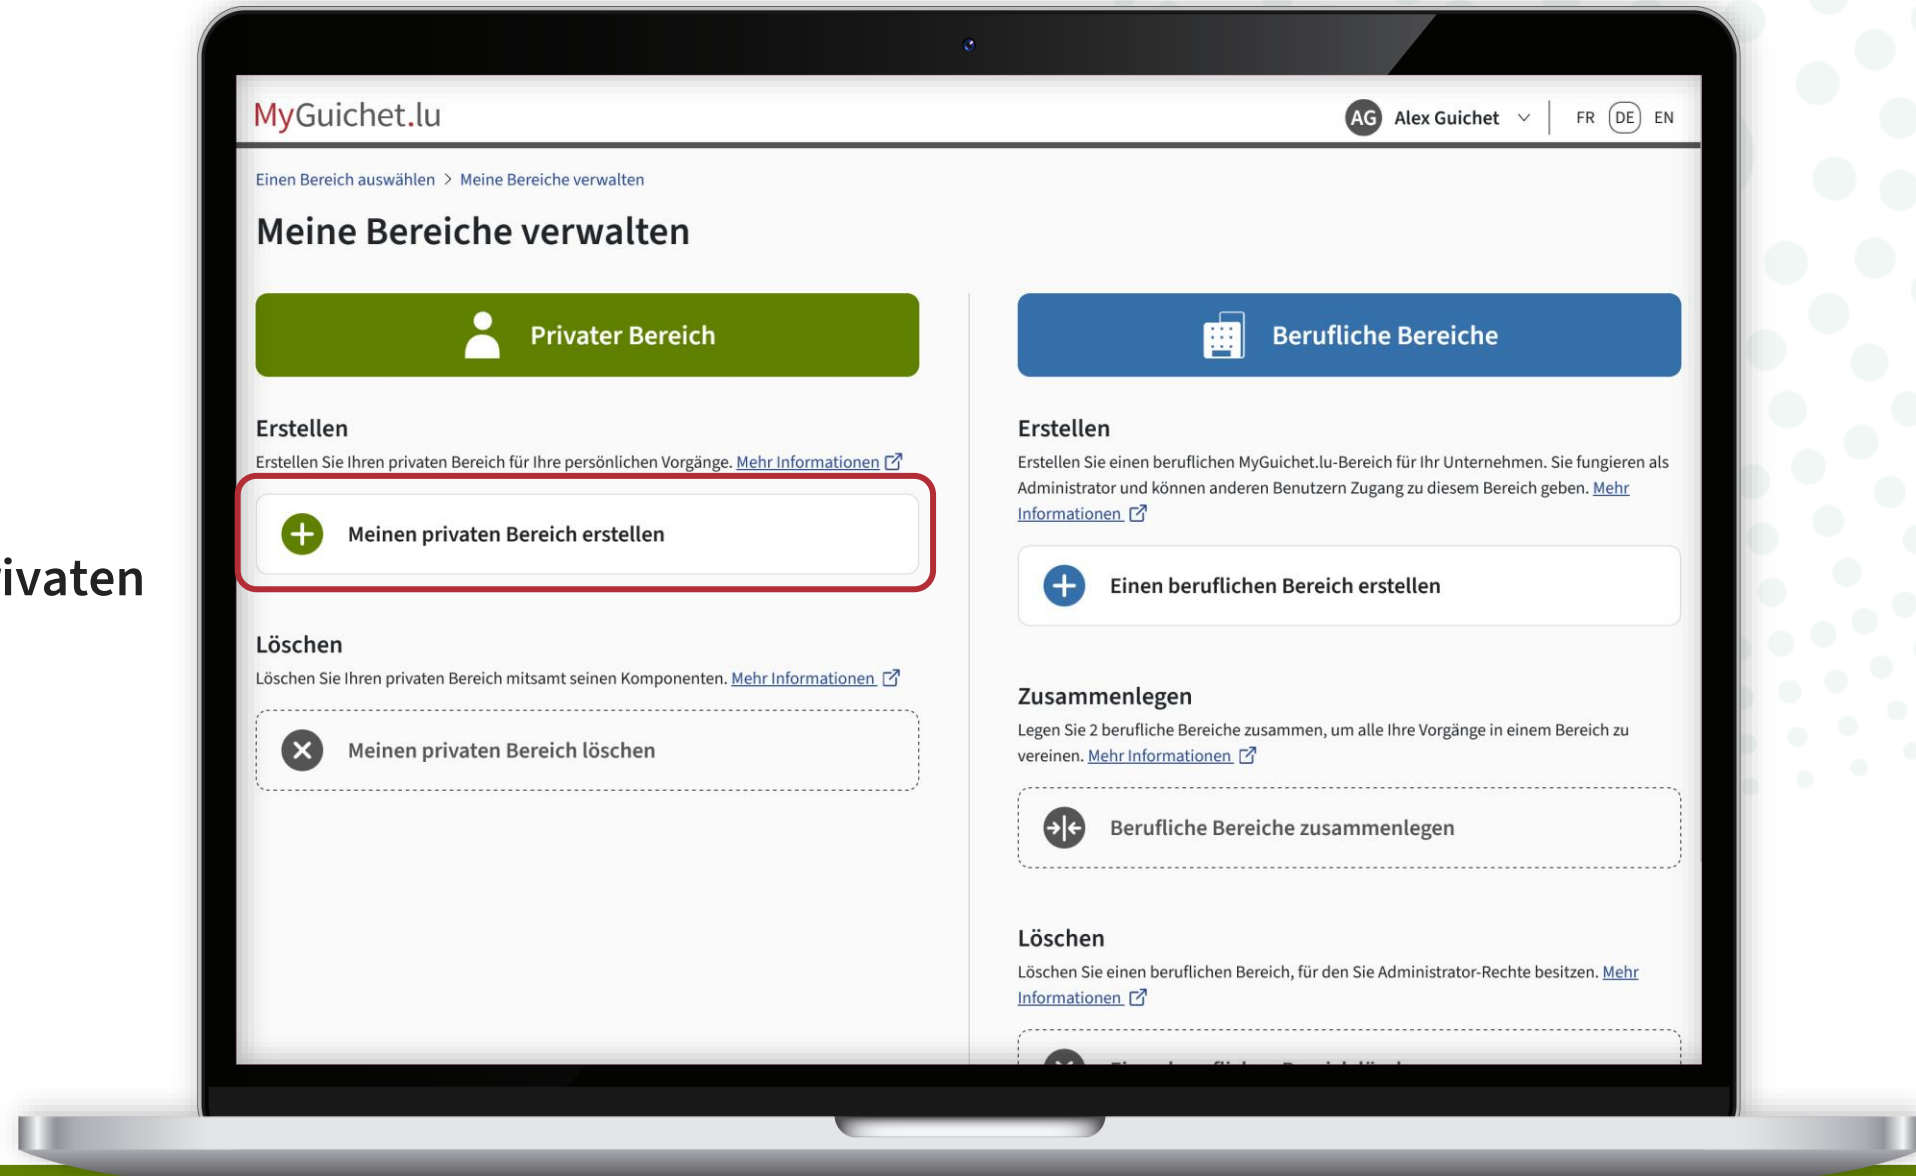 MyGuichet.lu
AG Alex Guichet FR DE EN
Einen Bereich auswählen > Meine Bereiche verwalten
Meine Bereiche verwalten
Privater Bereich
Erstellen
Erstellen Sie Ihren privaten Bereich für Ihre persönlichen Vorgänge. Mehr Informationen
Meinen privaten Bereich erstellen
Löschen
Löschen Sie Ihren privaten Bereich mitsamt seinen Komponenten. Mehr Informationen
Meinen privaten Bereich löschen
Berufliche Bereiche
Erstellen
Erstellen Sie einen beruflichen MyGuichet.lu-Bereich für Ihr Unternehmen. Sie fungieren als
Administrator und können anderen Benutzern Zugang zu diesem Bereich geben. Mehr
Informationen
Einen beruflichen Bereich erstellen
Zusammenlegen
Legen Sie 2 berufliche Bereiche zusammen, um alle Ihre Vorgänge in einem Bereich zu
vereinen. Mehr Informationen
Berufliche Bereiche zusammenlegen
Löschen
Löschen Sie einen beruflichen Bereich, für den Sie Administrator-Rechte besitzen. Mehr
Informationen
ivaten